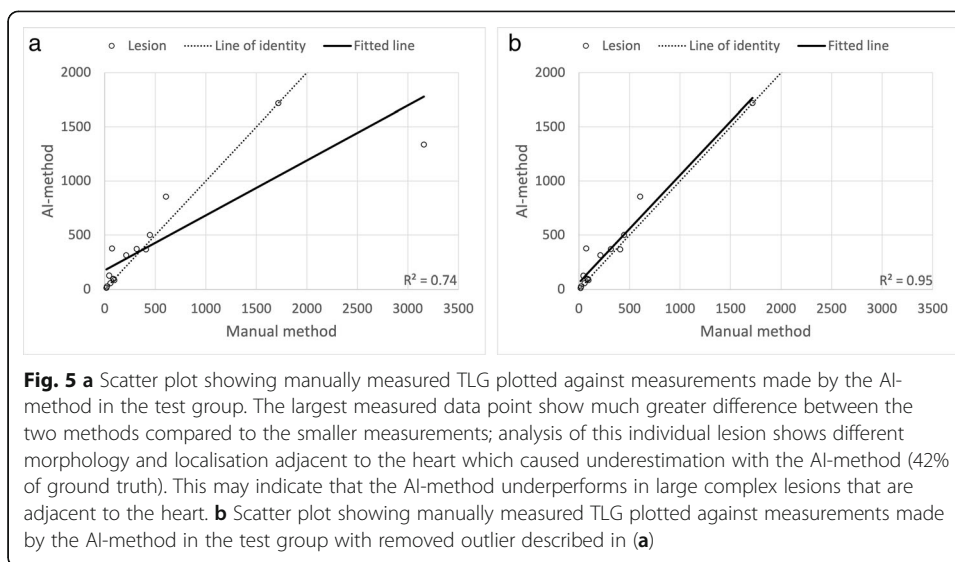 a
○ Lesion ┈┈ Line of identity — Fitted line
2000
1500
1000
500
0
AI-method
0 500 1000 1500 2000 2500 3000 3500
Manual method
R² = 0.74
b
○ Lesion ┈┈ Line of identity — Fitted line
2000
1500
1000
500
0
AI-method
0 500 1000 1500 2000 2500 3000 3500
Manual method
R² = 0.95
Fig. 5 a Scatter plot showing manually measured TLG plotted against measurements made by the AI-
method in the test group. The largest measured data point show much greater difference between the
two methods compared to the smaller measurements; analysis of this individual lesion shows different
morphology and localisation adjacent to the heart which caused underestimation with the AI-method (42%
of ground truth). This may indicate that the AI-method underperforms in large complex lesions that are
adjacent to the heart. b Scatter plot showing manually measured TLG plotted against measurements made
by the AI-method in the test group with removed outlier described in (a)